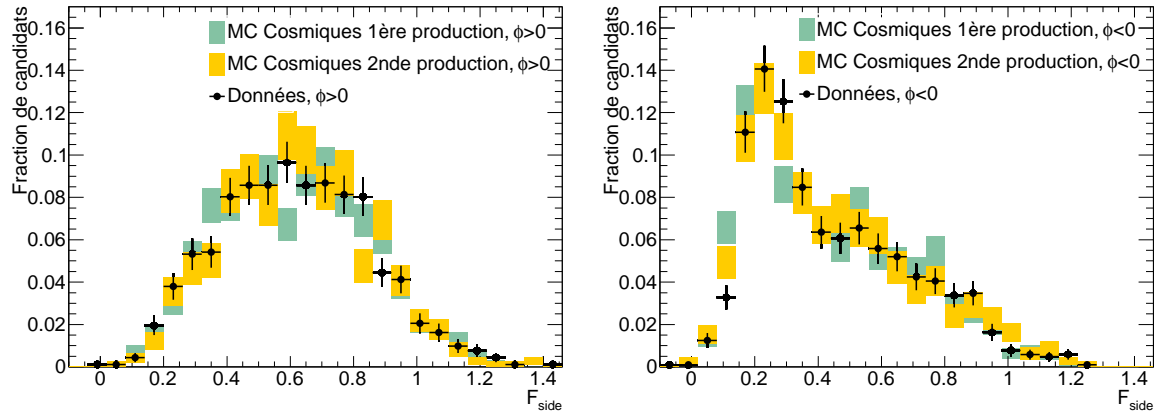 Fraction de candidats
0.16
0.14
0.12
0.1
0.08
0.06
0.04
0.02
0
MC Cosmiques 1ère production, ϕ>0
MC Cosmiques 2nde production, ϕ>0
Données, ϕ>0
0 0.2 0.4 0.6 0.8 1 1.2 1.4
F_side
Fraction de candidats
0.16
0.14
0.12
0.1
0.08
0.06
0.04
0.02
0
MC Cosmiques 1ère production, ϕ<0
MC Cosmiques 2nde production, ϕ<0
Données, ϕ<0
0 0.2 0.4 0.6 0.8 1 1.2 1.4
F_side